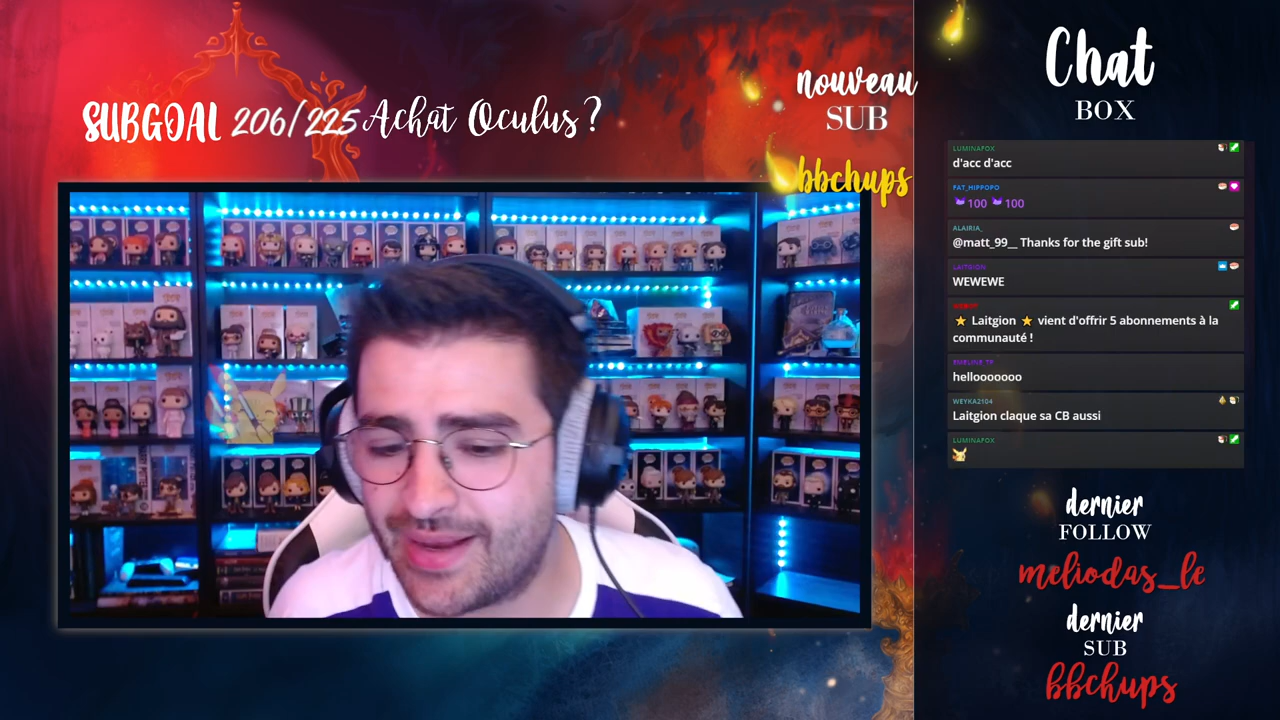 SUBGOAL 206/225 Achat Oculus ?
nouveau
SUB
bbchups
Chat
BOX
LUMINAFOX
d'acc d'acc
FAT_HIPPOPO
100 100
ALAIRIA_
@matt_99__ Thanks for the gift sub!
LAITGION
WEWEWE
Laitgion vient d'offrir 5 abonnements à la
communauté !
EMELINE_TP
hellooooooo
WEYKA2104
Laitgion claque sa CB aussi
LUMINAFOX
dernier
FOLLOW
meliodas_le
dernier
SUB
bbchups